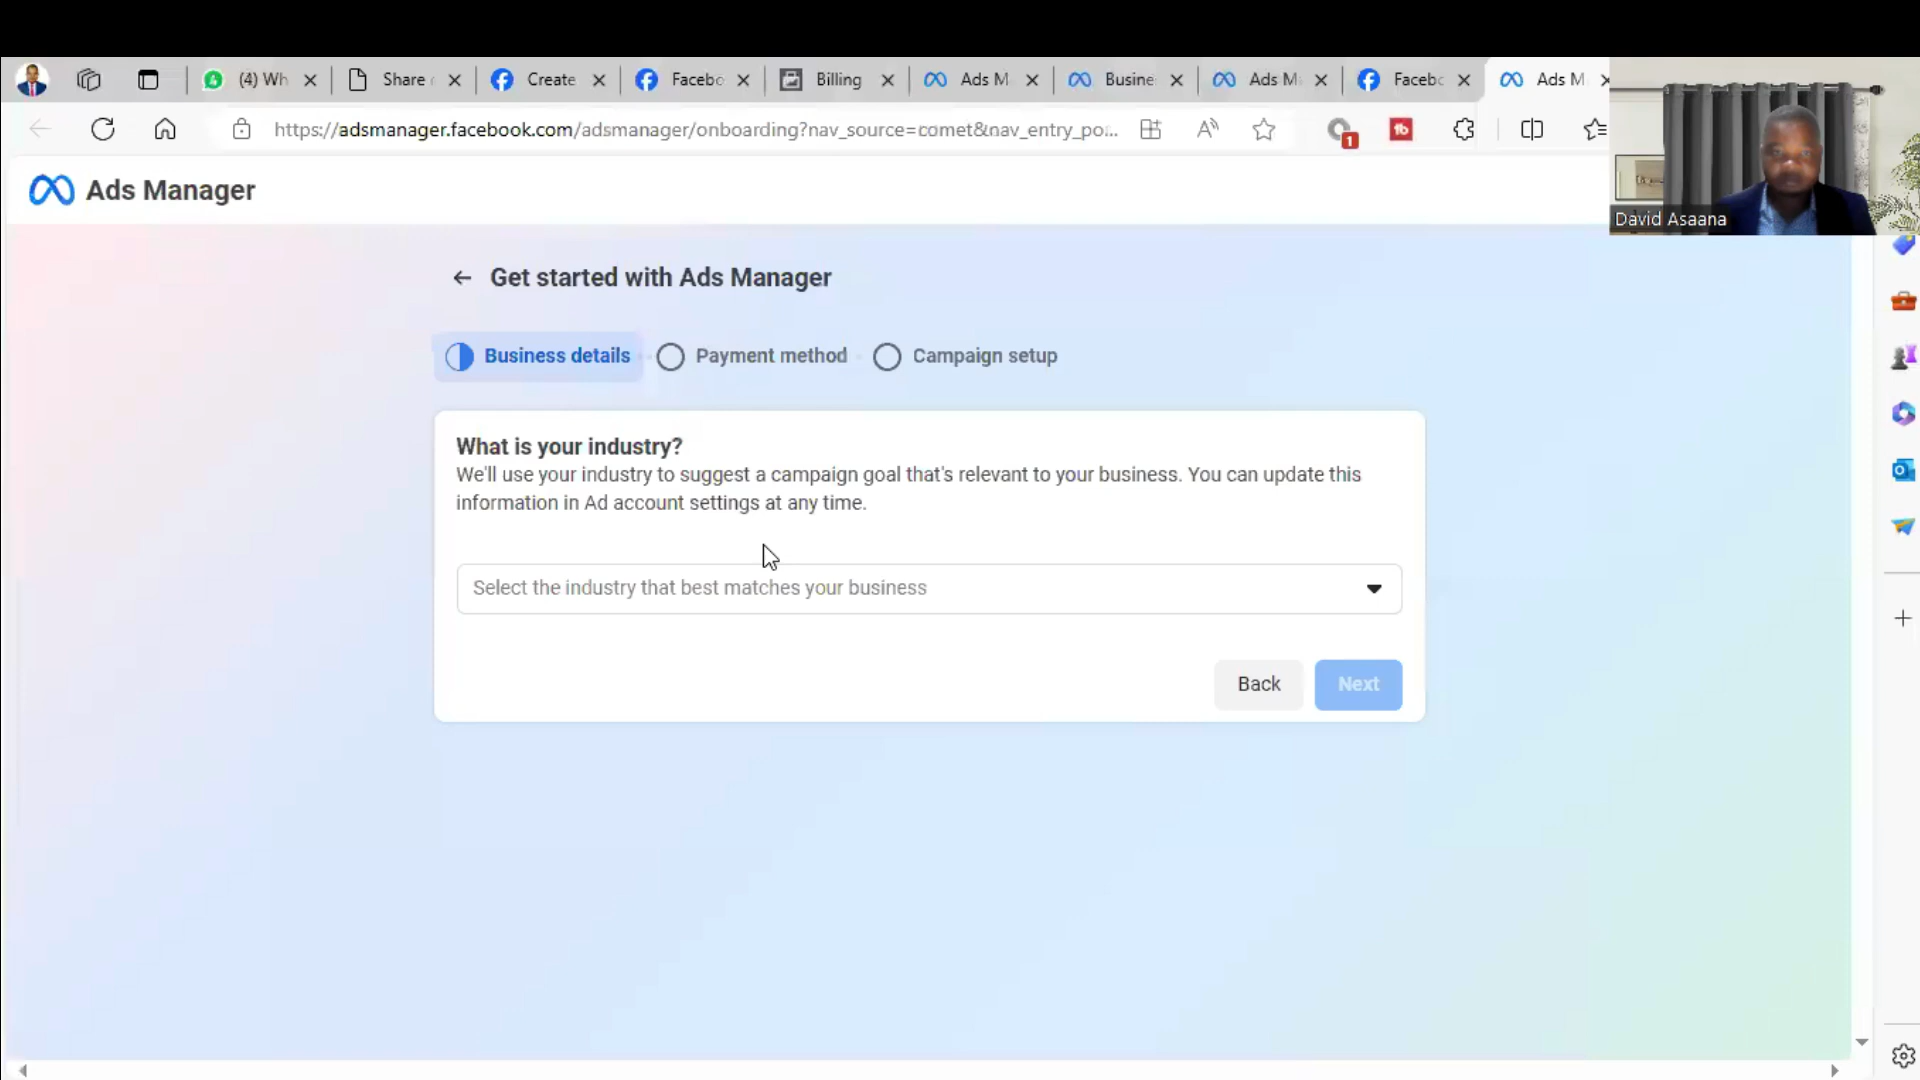 (4) Wh
Share
Create
Facebo
Billing
Ads M
Busine
Ads M
Facebc
Ads M
https://adsmanager.facebook.com/adsmanager/onboarding?nav_source=comet&nav_entry_po...
1
David Asaana
Ads Manager
Get started with Ads Manager
Business details
Payment method
Campaign setup
What is your industry?
We'll use your industry to suggest a campaign goal that's relevant to your business. You can update this
information in Ad account settings at any time.
Select the industry that best matches your business
Back
Next